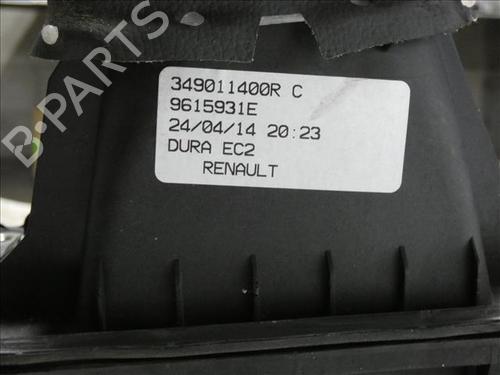 B-PARTS
349011400R C
9615931E
24/04/14 20:23
DURA EC2
RENAULT